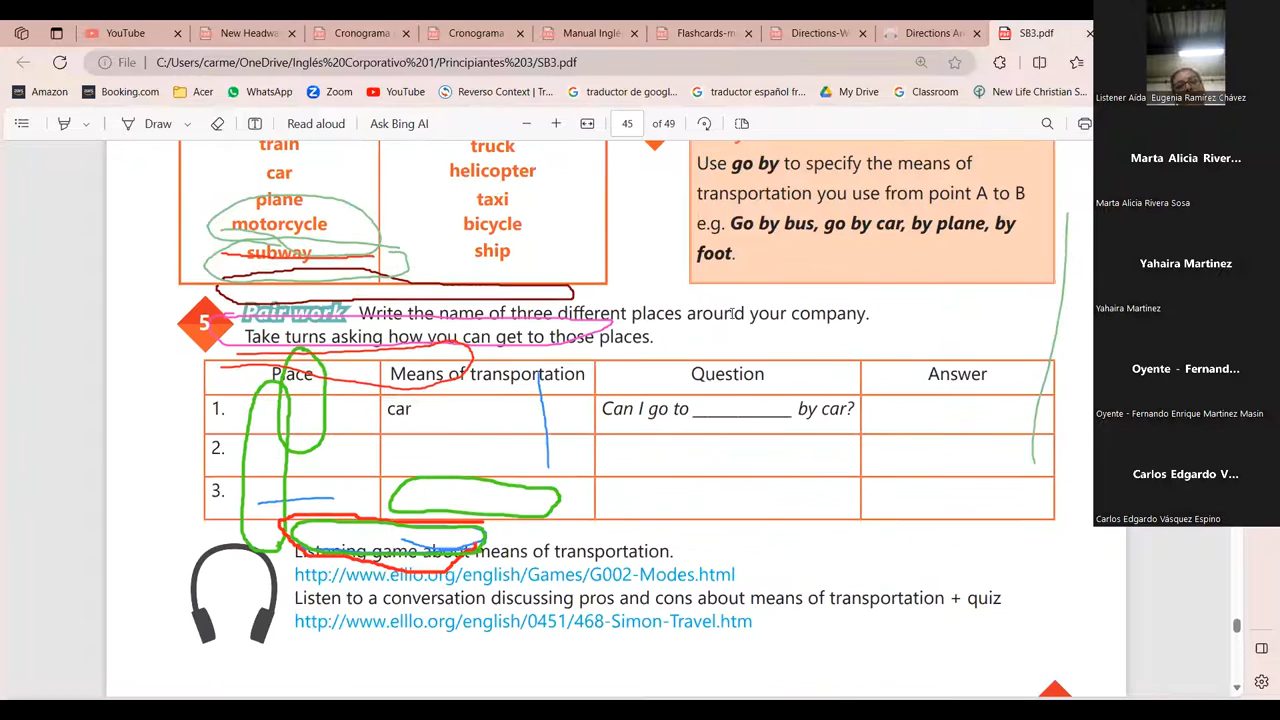 YouTube
New Headwa
Cronograma
Cronograma
Manual Inglé
Flashcards-m
Directions-W
Directions An
SB3.pdf
File C:/Users/carme/OneDrive/Inglés%20Corporativo%201/Principiantes%203/SB3.pdf
Amazon
Booking.com
Acer
WhatsApp
Zoom
YouTube
Reverso Context | Tr...
traductor de googl...
traductor español fr...
My Drive
Classroom
New Life Christian S...
Draw
Read aloud
Ask Bing AI
45 of 49
train
car
plane
motorcycle
subway
truck
helicopter
taxi
bicycle
ship
Use go by to specify the means of
transportation you use from point A to B
e.g. Go by bus, go by car, by plane, by
foot.
5 Pair work Write the name of three different places around your company.
Take turns asking how you can get to those places.
Place Means of transportation Question Answer
1. car Can I go to ___________ by car?
2.
3.
Listening game about means of transportation.
http://www.elllo.org/english/Games/G002-Modes.html
Listen to a conversation discussing pros and cons about means of transportation + quiz
http://www.elllo.org/english/0451/468-Simon-Travel.htm
Listener Aída Eugenia Ramírez Chávez
Marta Alicia River...
Marta Alicia Rivera Sosa
Yahaira Martinez
Yahaira Martinez
Oyente - Fernand...
Oyente - Fernando Enrique Martinez Masin
Carlos Edgardo V...
Carlos Edgardo Vásquez Espino